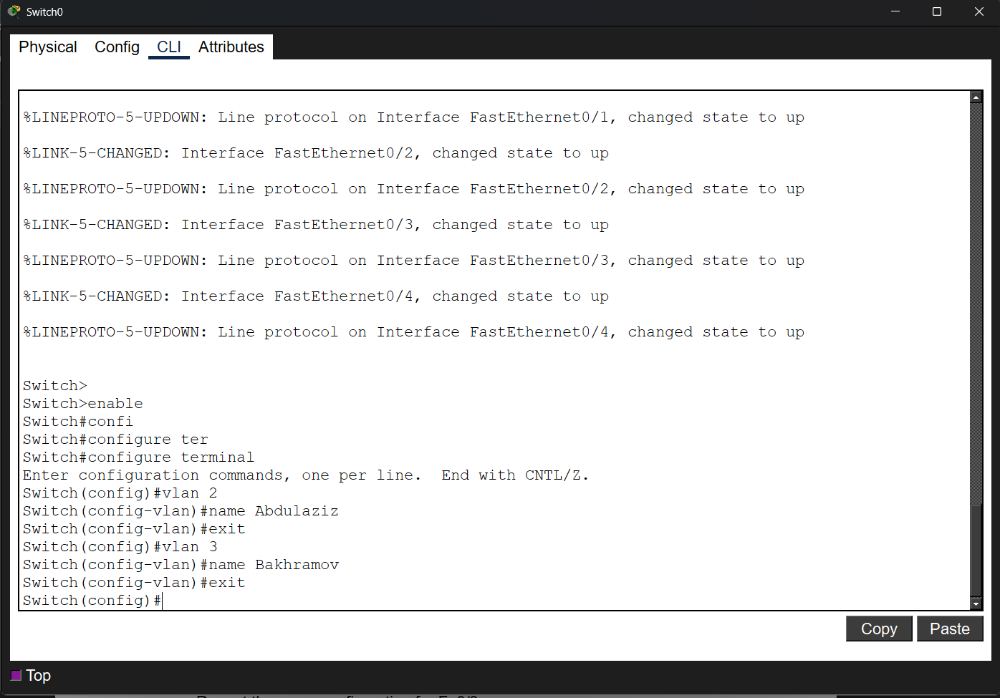 Switch0
Physical Config CLI Attributes
%LINEPROTO-5-UPDOWN: Line protocol on Interface FastEthernet0/1, changed state to up
%LINK-5-CHANGED: Interface FastEthernet0/2, changed state to up
%LINEPROTO-5-UPDOWN: Line protocol on Interface FastEthernet0/2, changed state to up
%LINK-5-CHANGED: Interface FastEthernet0/3, changed state to up
%LINEPROTO-5-UPDOWN: Line protocol on Interface FastEthernet0/3, changed state to up
%LINK-5-CHANGED: Interface FastEthernet0/4, changed state to up
%LINEPROTO-5-UPDOWN: Line protocol on Interface FastEthernet0/4, changed state to up
Switch>
Switch>enable
Switch#confi
Switch#configure ter
Switch#configure terminal
Enter configuration commands, one per line.  End with CNTL/Z.
Switch(config)#vlan 2
Switch(config-vlan)#name Abdulaziz
Switch(config-vlan)#exit
Switch(config)#vlan 3
Switch(config-vlan)#name Bakhramov
Switch(config-vlan)#exit
Switch(config)#
Copy Paste
Top